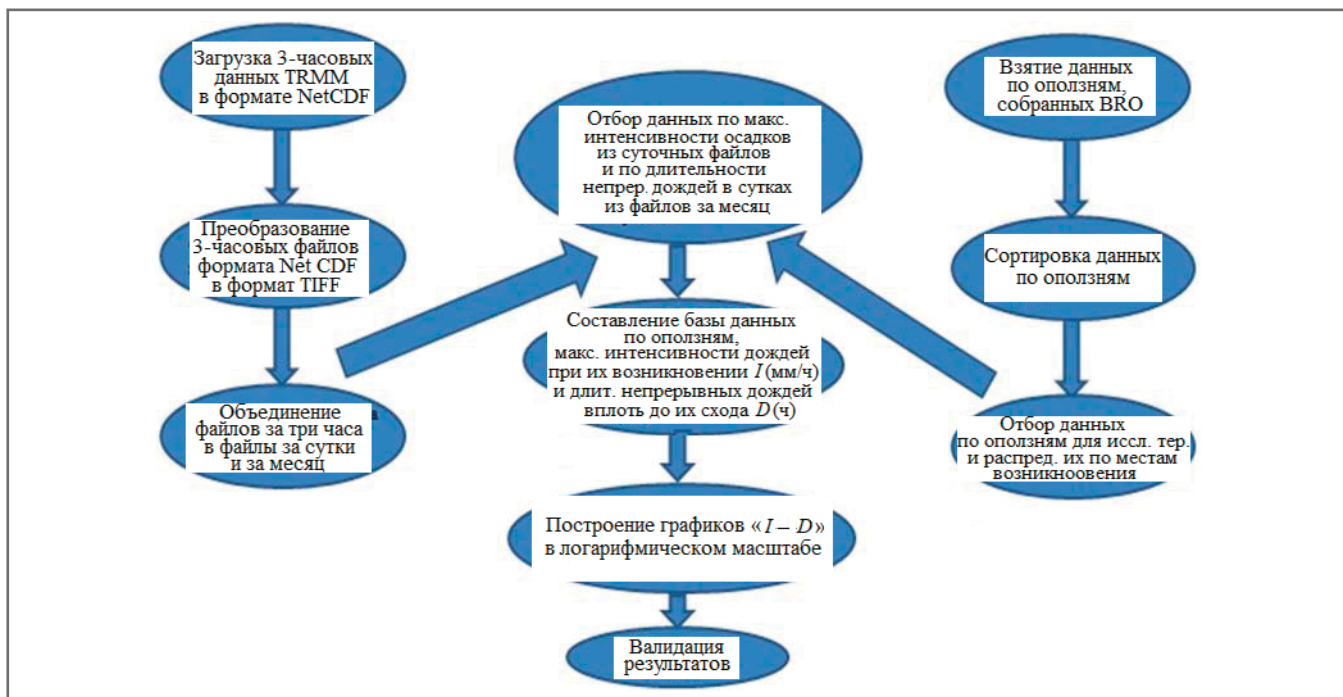 Загрузка 3-часовых
данных TRMM
в формате NetCDF
Преобразование
3-часовых файлов
формата Net CDF
в формат TIFF
Объединение
файлов за три часа
в файлы за сутки
и за месяц
Отбор данных по макс.
интенсивности осадков
из суточных файлов
и по длительности
непрер. дождей в сутках
из файлов за месяц
Составление базы данных
по оползням,
макс. интенсивности дождей
при их возникновении I (мм/ч)
и длит. непрерывных дождей
вплоть до их схода D (ч)
Построение графиков «I – D»
в логарифмическом масштабе
Валидация
результатов
Взятие данных
по оползням,
собранных BRO
Сортировка данных
по оползням
Отбор данных
по оползням для иссл. тер.
и распред. их по местам
возникноовения